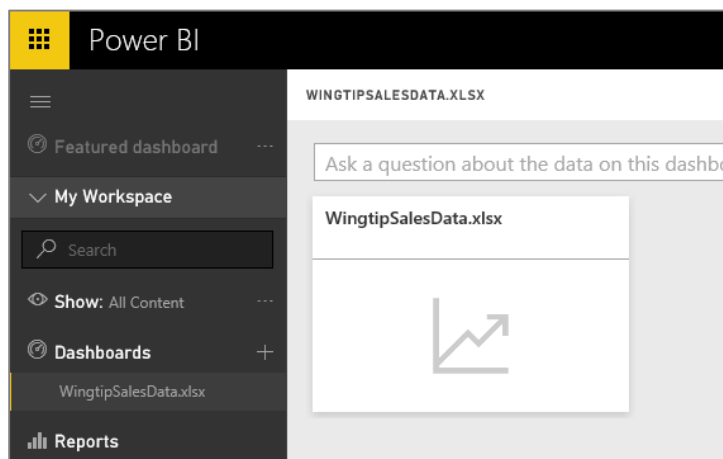 Power BI
Featured dashboard
My Workspace
Search
Show: All Content
Dashboards
WingtipSalesData.xlsx
Reports
WINGTIPSALESDATA.XLSX
Ask a question about the data on this
WingtipSalesData.xlsx